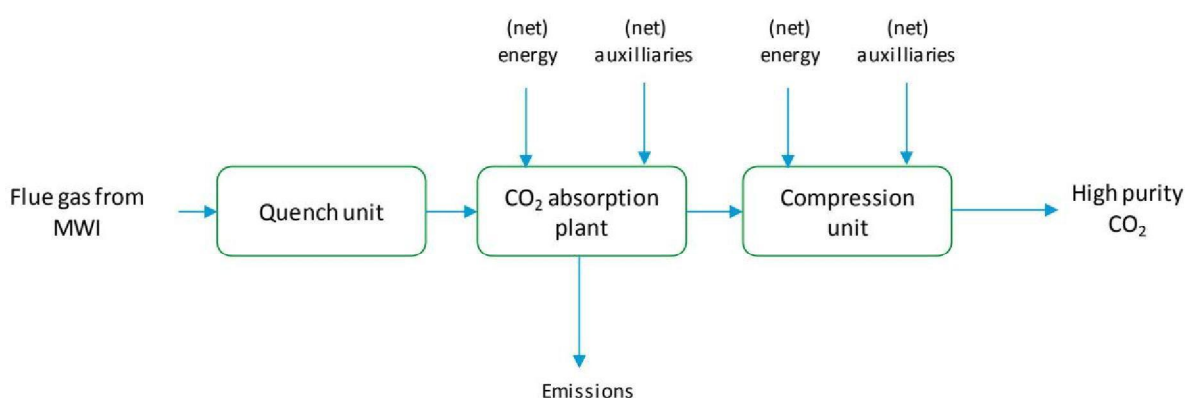 (net)
energy
(net)
auxilliaries
(net)
energy
(net)
auxilliaries
Flue gas from
MWI
Quench unit
CO₂ absorption
plant
Compression
unit
High purity
CO₂
Emissions